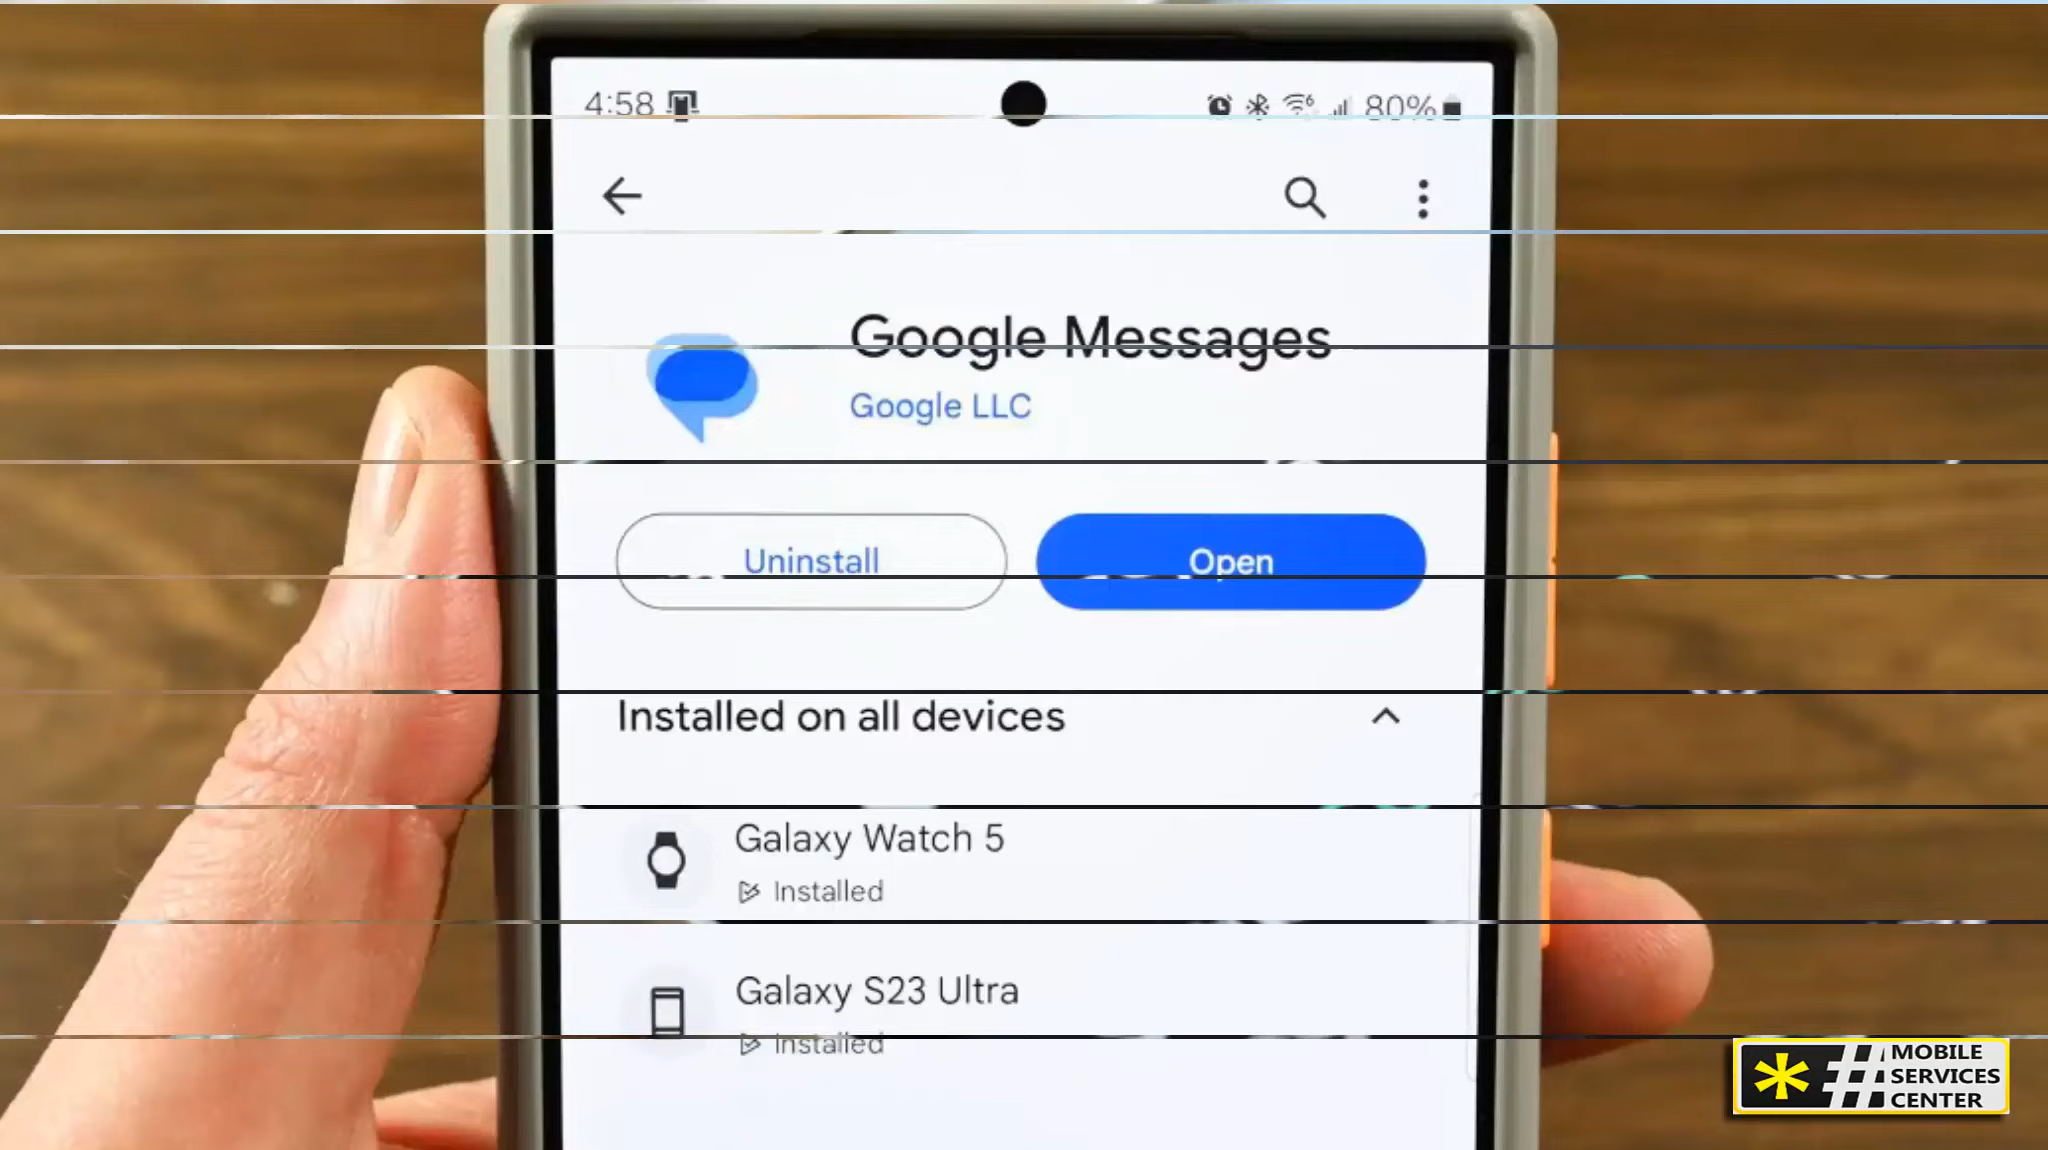 4:58 80%
Google Messages
Google LLC
Uninstall Open
Installed on all devices
Galaxy Watch 5
Installed
Galaxy S23 Ultra
Installed
*# MOBILE
SERVICES
CENTER